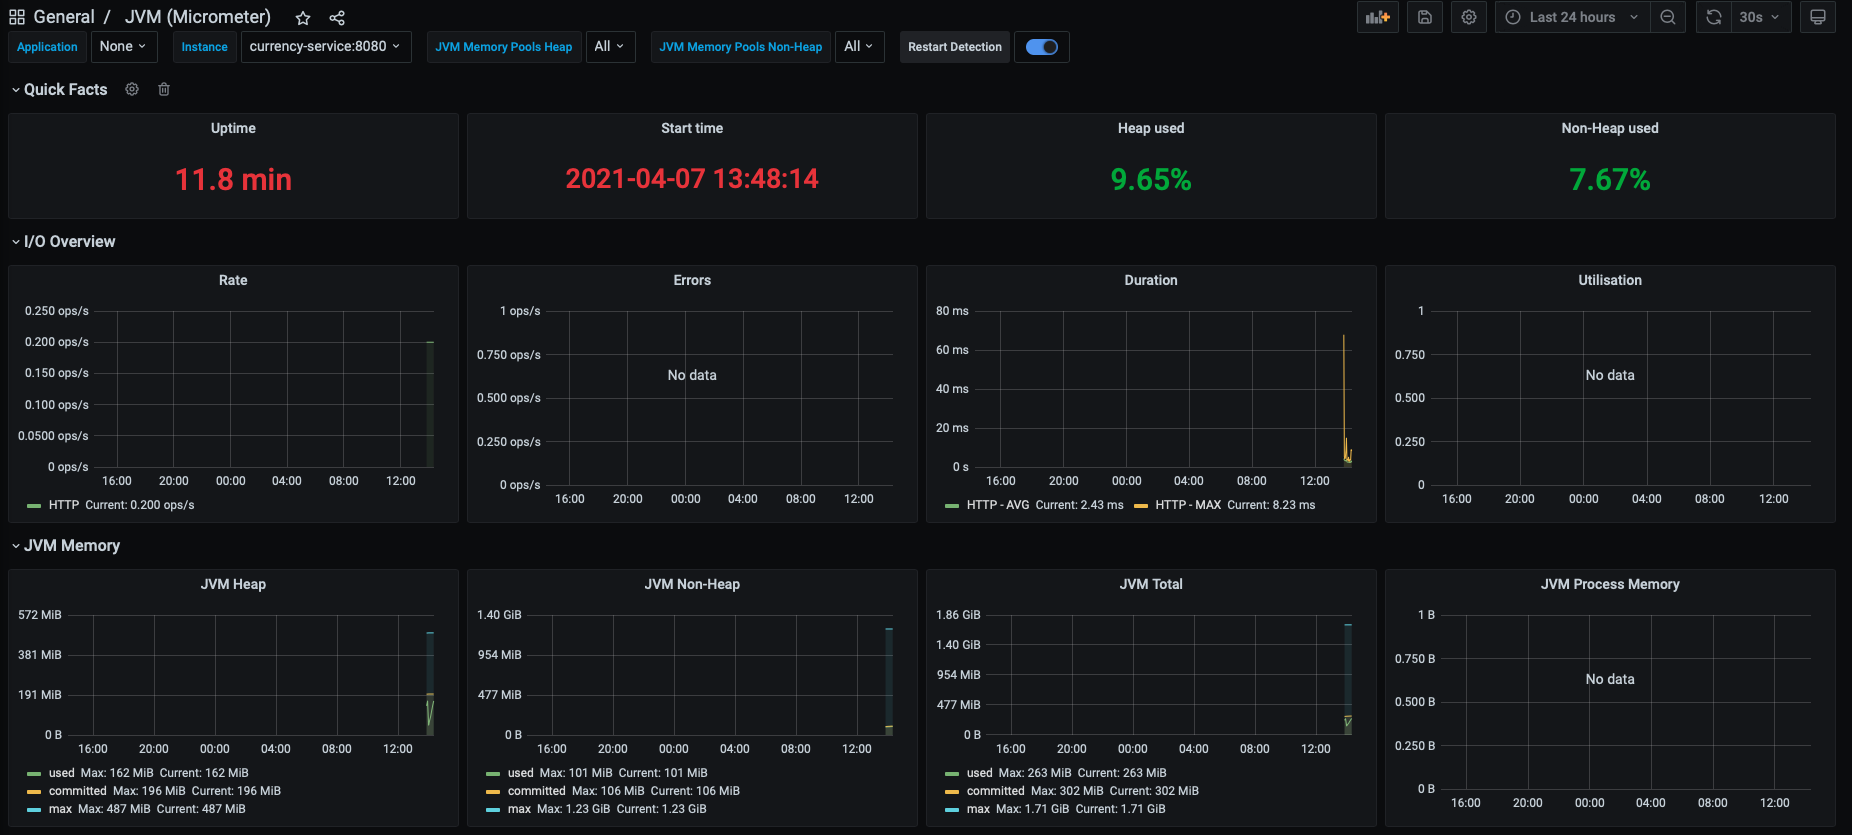 General / JVM (Micrometer)
Last 24 hours 30s
Application None Instance currency-service:8080 JVM Memory Pools Heap All JVM Memory Pools Non-Heap All Restart Detection
Quick Facts
Uptime
11.8 min
Start time
2021-04-07 13:48:14
Heap used
9.65%
Non-Heap used
7.67%
I/O Overview
Rate
0.250 ops/s
0.200 ops/s
0.150 ops/s
0.100 ops/s
0.0500 ops/s
0 ops/s
16:00 20:00 00:00 04:00 08:00 12:00
HTTP Current: 0.200 ops/s
Errors
1 ops/s
0.750 ops/s
No data
0.500 ops/s
0.250 ops/s
0 ops/s
16:00 20:00 00:00 04:00 08:00 12:00
Duration
80 ms
60 ms
40 ms
20 ms
0 s
16:00 20:00 00:00 04:00 08:00 12:00
HTTP - AVG Current: 2.43 ms HTTP - MAX Current: 8.23 ms
Utilisation
1
0.750
No data
0.500
0.250
0
16:00 20:00 00:00 04:00 08:00 12:00
JVM Memory
JVM Heap
572 MiB
381 MiB
191 MiB
0 B
16:00 20:00 00:00 04:00 08:00 12:00
used Max: 162 MiB Current: 162 MiB
committed Max: 196 MiB Current: 196 MiB
max Max: 487 MiB Current: 487 MiB
JVM Non-Heap
1.40 GiB
954 MiB
477 MiB
0 B
16:00 20:00 00:00 04:00 08:00 12:00
used Max: 101 MiB Current: 101 MiB
committed Max: 106 MiB Current: 106 MiB
max Max: 1.23 GiB Current: 1.23 GiB
JVM Total
1.86 GiB
1.40 GiB
954 MiB
477 MiB
0 B
16:00 20:00 00:00 04:00 08:00 12:00
used Max: 263 MiB Current: 263 MiB
committed Max: 302 MiB Current: 302 MiB
max Max: 1.71 GiB Current: 1.71 GiB
JVM Process Memory
1 B
0.750 B
No data
0.500 B
0.250 B
0 B
16:00 20:00 00:00 04:00 08:00 12:00